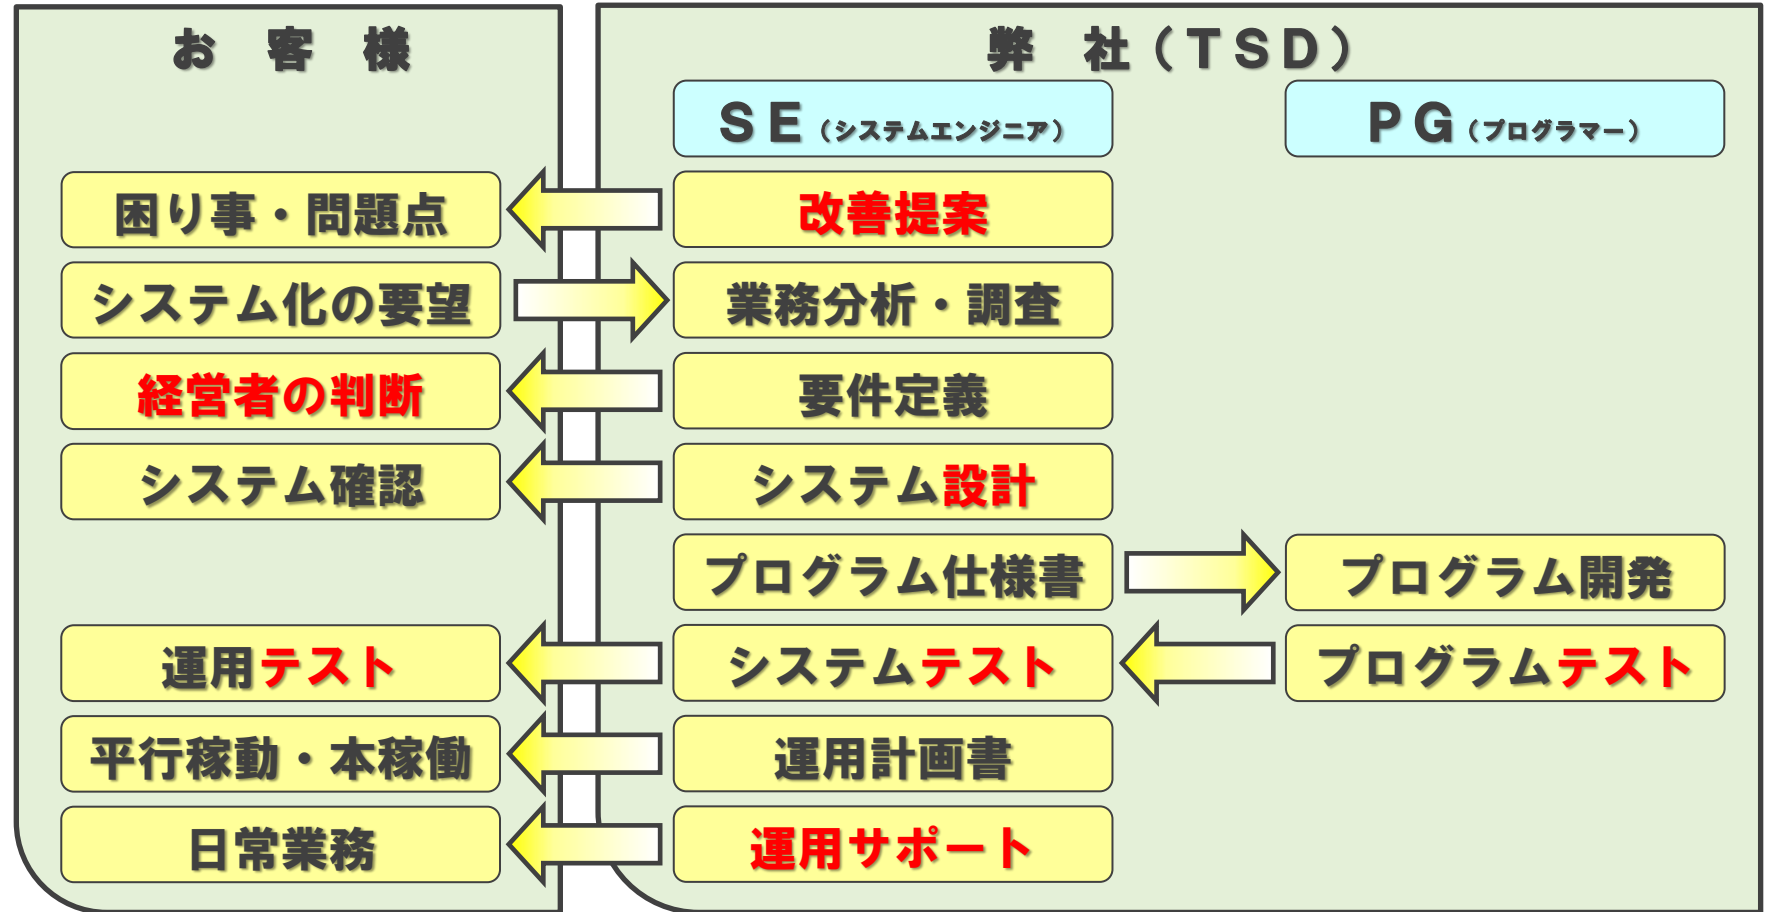 お 客 様
弊 社（ＴＳＤ）
ＳＥ（システムエンジニア）
ＰＧ（プログラマー）
困り事・問題点
改善提案
システム化の要望
業務分析・調査
経営者の判断
要件定義
システム確認
システム設計
プログラム仕様書
プログラム開発
運用テスト
システムテスト
プログラムテスト
平行稼動・本稼働
運用計画書
日常業務
運用サポート